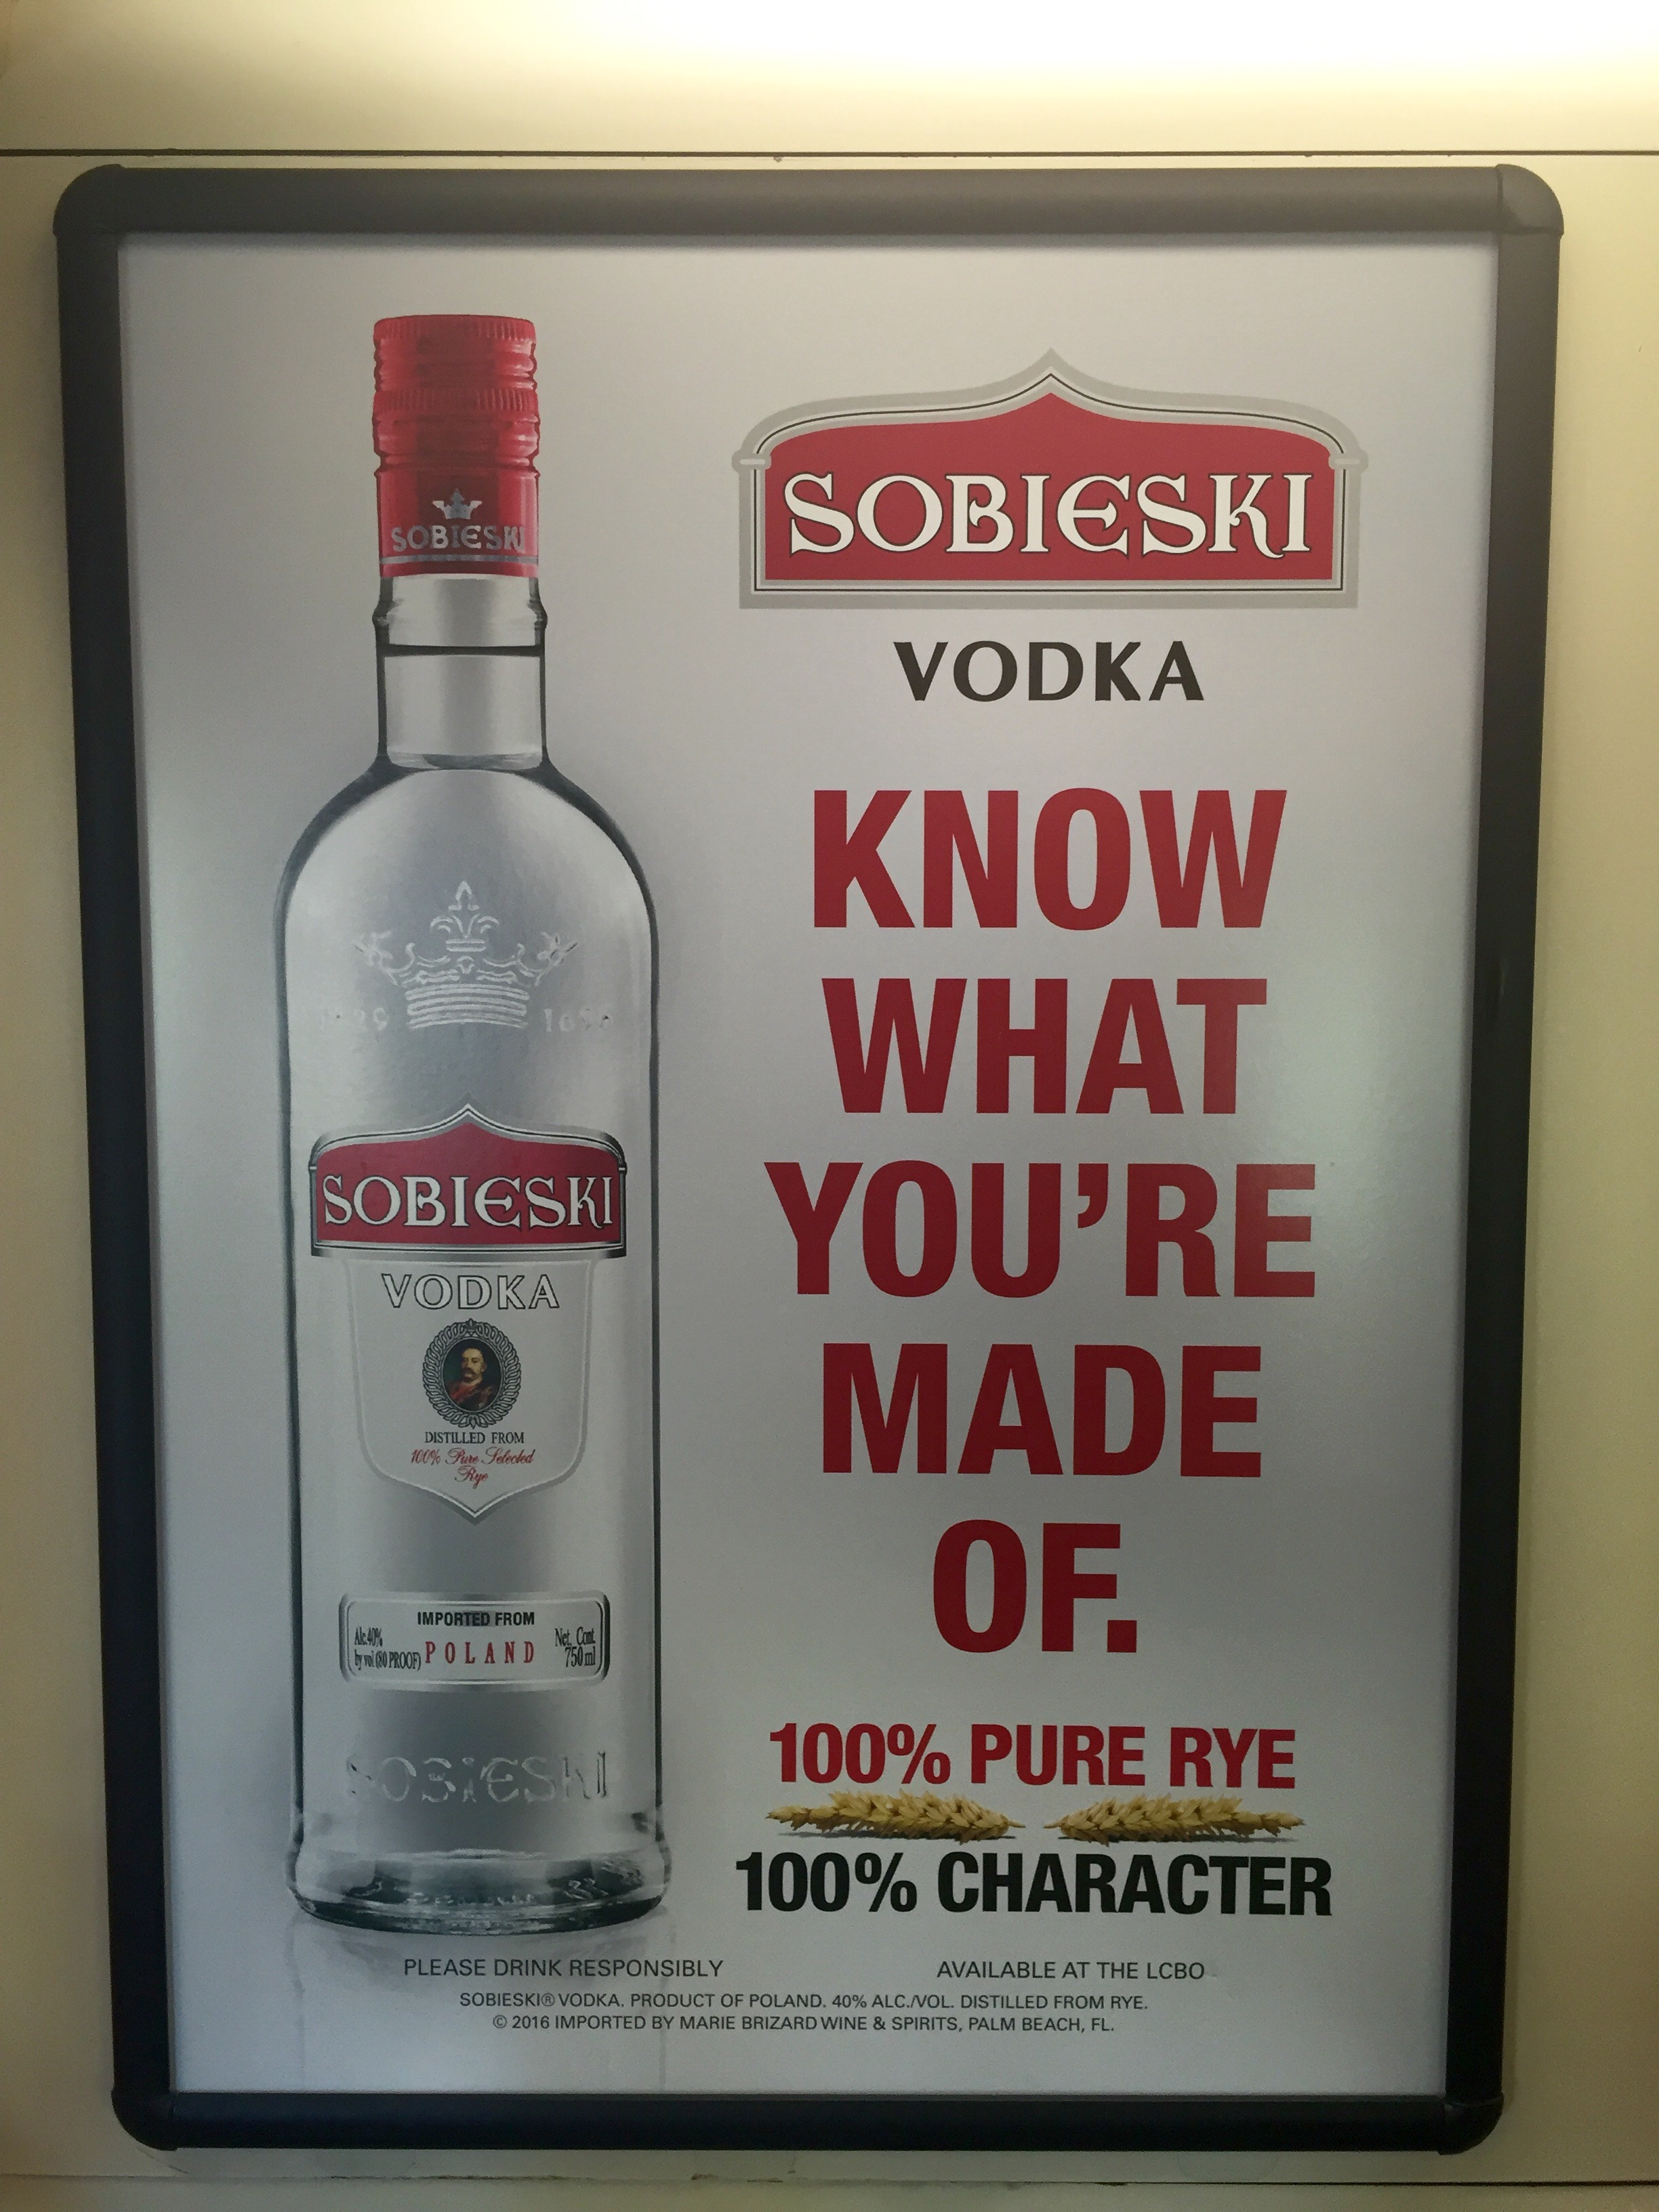 SOBIESKI
SOBIESKI
VODKA
KNOW
WHAT
YOU'RE
MADE
OF.
SOBIESKI
VODKA
DISTILLED FROM
100% Pure Selected
Rye
IMPORTED FROM
POLAND
Alc.40%
by vol (80 PROOF)
Net. Cont.
750 ml
SOBIESKI
100% PURE RYE
100% CHARACTER
PLEASE DRINK RESPONSIBLY
AVAILABLE AT THE LCBO
SOBIESKI® VODKA. PRODUCT OF POLAND. 40% ALC./VOL. DISTILLED FROM RYE.
© 2016 IMPORTED BY MARIE BRIZARD WINE & SPIRITS, PALM BEACH, FL.